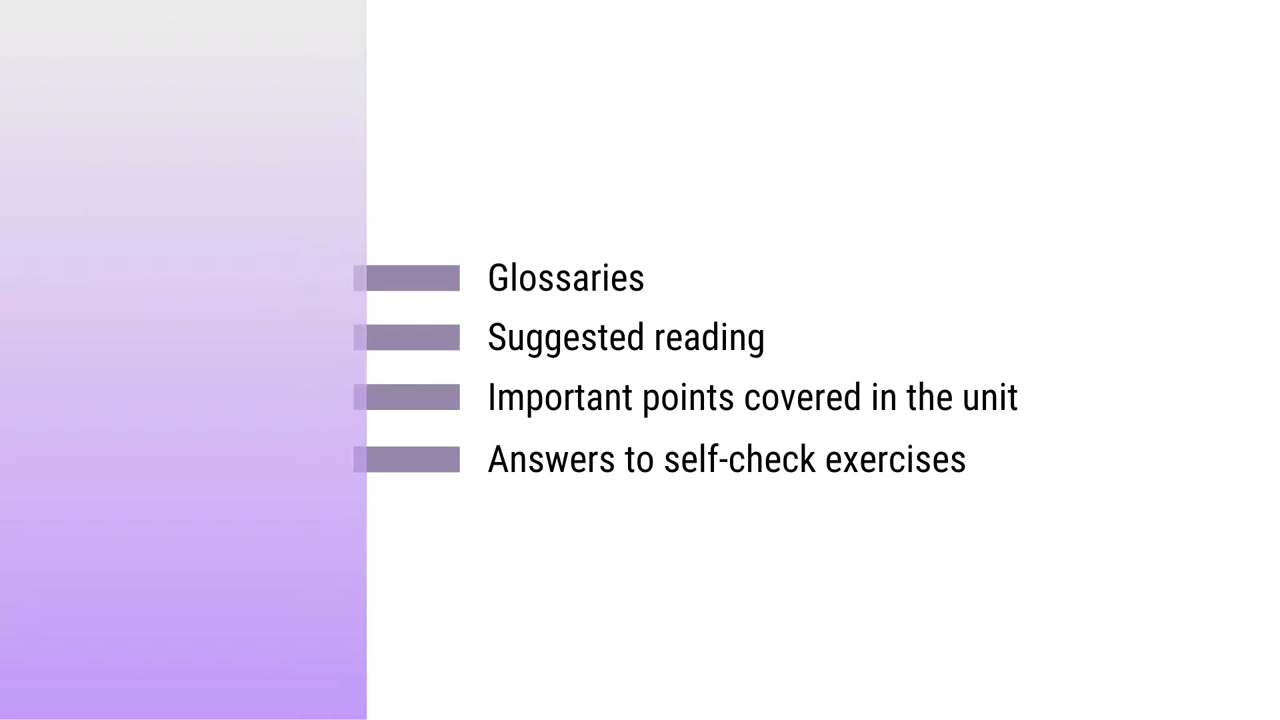 Glossaries
Suggested reading
Important points covered in the unit
Answers to self-check exercises